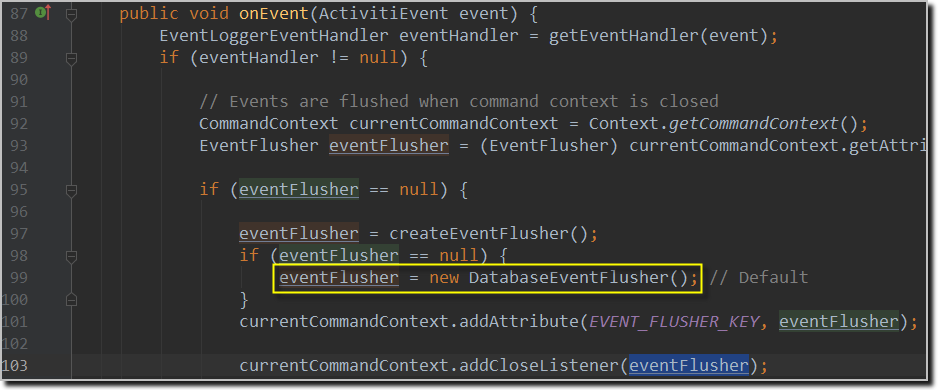 87 public void onEvent(ActivitiEvent event) {
88 EventLoggerEventHandler eventHandler = getEventHandler(event);
89 if (eventHandler != null) {
90
91 // Events are flushed when command context is closed
92 CommandContext currentCommandContext = Context.getCommandContext();
93 EventFlusher eventFlusher = (EventFlusher) currentCommandContext.getAttri
94
95 if (eventFlusher == null) {
96
97 eventFlusher = createEventFlusher();
98 if (eventFlusher == null) {
99 eventFlusher = new DatabaseEventFlusher(); // Default
100 }
101 currentCommandContext.addAttribute(EVENT_FLUSHER_KEY, eventFlusher);
102
103 currentCommandContext.addCloseListener(eventFlusher);